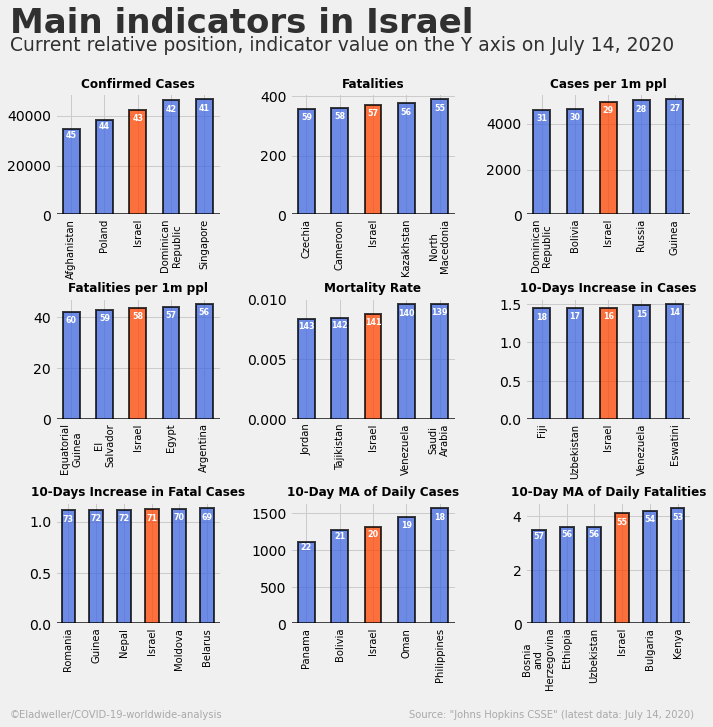 Main indicators in Israel
Current relative position, indicator value on the Y axis on July 14, 2020
Confirmed Cases
40000
20000
0
45
44
43
42
41
Afghanistan
Poland
Israel
Dominican
Republic
Singapore
Fatalities
400
200
0
59
58
57
56
55
Czechia
Cameroon
Israel
Kazakhstan
North
Macedonia
Cases per 1m ppl
4000
2000
0
31
30
29
28
27
Dominican
Republic
Bolivia
Israel
Russia
Guinea
Fatalities per 1m ppl
40
20
0
60
59
58
57
56
Equatorial
Guinea
El
Salvador
Israel
Egypt
Argentina
Mortality Rate
0.010
0.005
0.000
143
142
141
140
139
Jordan
Tajikistan
Israel
Venezuela
Saudi
Arabia
10-Days Increase in Cases
1.5
1.0
0.5
0.0
18
17
16
15
14
Fiji
Uzbekistan
Israel
Venezuela
Eswatini
10-Days Increase in Fatal Cases
1.0
0.5
0.0
73
72
72
71
70
69
Romania
Guinea
Nepal
Israel
Moldova
Belarus
10-Day MA of Daily Cases
1500
1000
500
0
22
21
20
19
18
Panama
Bolivia
Israel
Oman
Philippines
10-Day MA of Daily Fatalities
4
2
0
57
56
56
55
54
53
Bosnia
and
Herzegovina
Ethiopia
Uzbekistan
Israel
Bulgaria
Kenya
©Eladweller/COVID-19-worldwide-analysis
Source: "Johns Hopkins CSSE" (latest data: July 14, 2020)